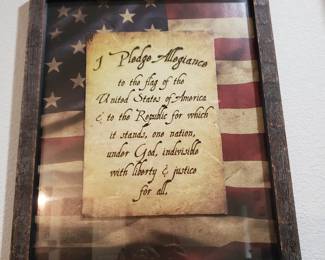 I Pledge Allegiance
to the flag of the
United States of America
& to the Republic for which
it stands, one nation,
under God, indivisible
with liberty & justice
for all.